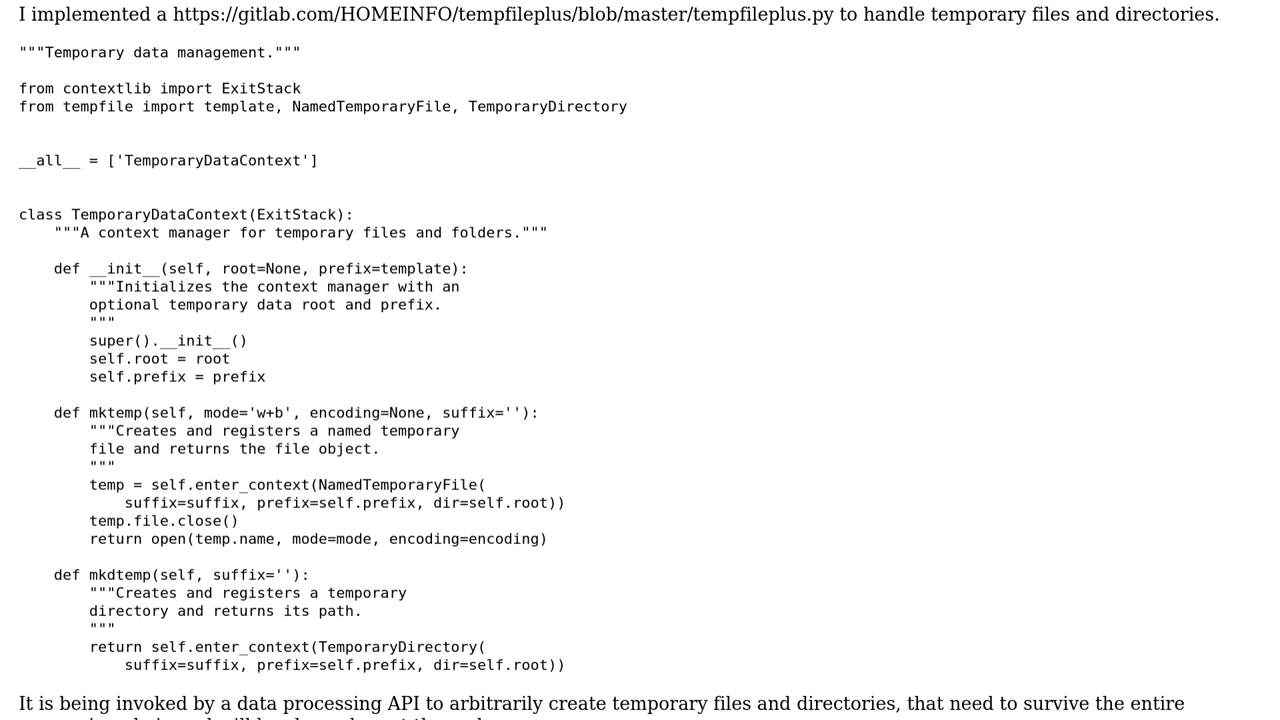 I implemented a https://gitlab.com/HOMEINFO/tempfileplus/blob/master/tempfileplus.py to handle temporary files and directories.
"""Temporary data management."""
from contextlib import ExitStack
from tempfile import template, NamedTemporaryFile, TemporaryDirectory
__all__ = ['TemporaryDataContext']
class TemporaryDataContext(ExitStack):
    """A context manager for temporary files and folders."""
    def __init__(self, root=None, prefix=template):
        """Initializes the context manager with an
        optional temporary data root and prefix.
        """
        super().__init__()
        self.root = root
        self.prefix = prefix
    def mktemp(self, mode='w+b', encoding=None, suffix=''):
        """Creates and registers a named temporary
        file and returns the file object.
        """
        temp = self.enter_context(NamedTemporaryFile(
            suffix=suffix, prefix=self.prefix, dir=self.root))
        temp.file.close()
        return open(temp.name, mode=mode, encoding=encoding)
    def mkdtemp(self, suffix=''):
        """Creates and registers a temporary
        directory and returns its path.
        """
        return self.enter_context(TemporaryDirectory(
            suffix=suffix, prefix=self.prefix, dir=self.root))
It is being invoked by a data processing API to arbitrarily create temporary files and directories, that need to survive the entire